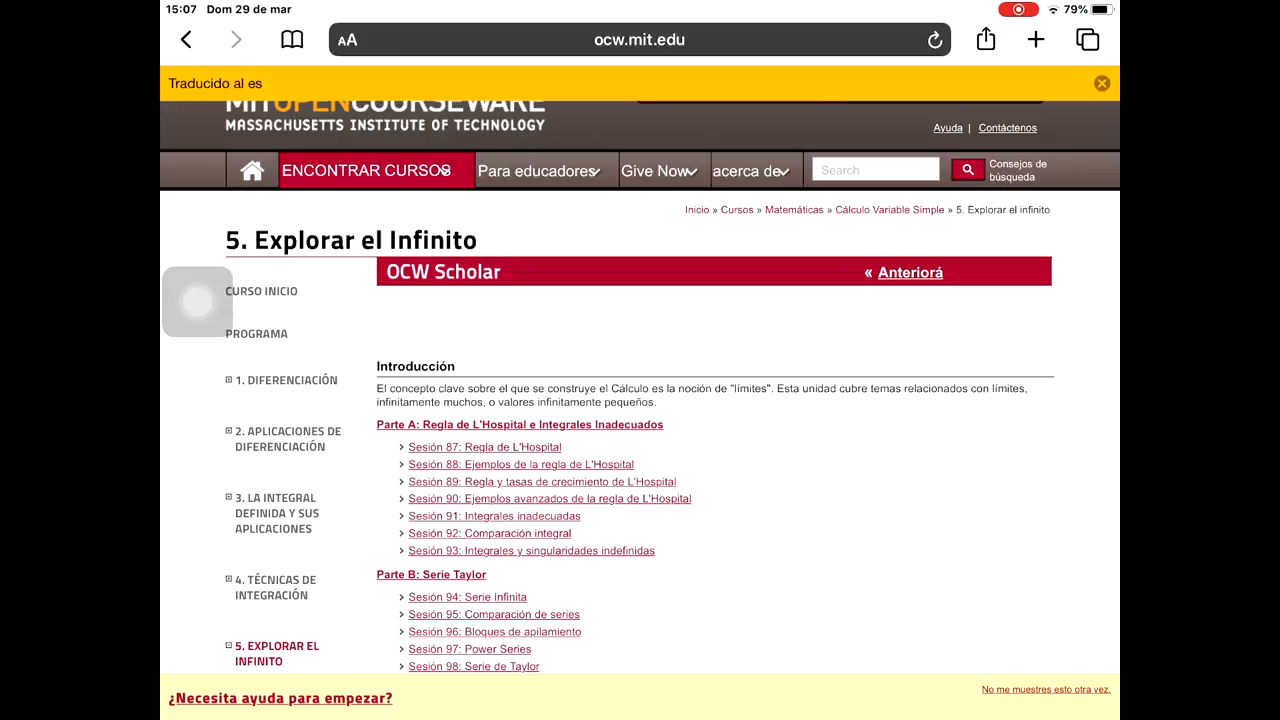 15:07 Dom 29 de mar
79%
AA
ocw.mit.edu
Traducido al es
MITOPENCOURSEWARE
MASSACHUSETTS INSTITUTE OF TECHNOLOGY
Ayuda | Contáctenos
ENCONTRAR CURSOS
Para educadores
Give Now
acerca de
Search
Consejos de
búsqueda
Inicio » Cursos » Matemáticas » Cálculo Variable Simple » 5. Explorar el infinito
5. Explorar el Infinito
OCW Scholar
« Anteriorá
CURSO INICIO
PROGRAMA
1. DIFERENCIACIÓN
2. APLICACIONES DE
DIFERENCIACIÓN
3. LA INTEGRAL
DEFINIDA Y SUS
APLICACIONES
4. TÉCNICAS DE
INTEGRACIÓN
5. EXPLORAR EL
INFINITO
Introducción
El concepto clave sobre el que se construye el Cálculo es la noción de "límites". Esta unidad cubre temas relacionados con límites,
infinitamente muchos, o valores infinitamente pequeños.
Parte A: Regla de L'Hospital e Integrales Inadecuados
Sesión 87: Regla de L'Hospital
Sesión 88: Ejemplos de la regla de L'Hospital
Sesión 89: Regla y tasas de crecimiento de L'Hospital
Sesión 90: Ejemplos avanzados de la regla de L'Hospital
Sesión 91: Integrales inadecuadas
Sesión 92: Comparación integral
Sesión 93: Integrales y singularidades indefinidas
Parte B: Serie Taylor
Sesión 94: Serie Infinita
Sesión 95: Comparación de series
Sesión 96: Bloques de apilamiento
Sesión 97: Power Series
Sesión 98: Serie de Taylor
¿Necesita ayuda para empezar?
No me muestres esto otra vez.